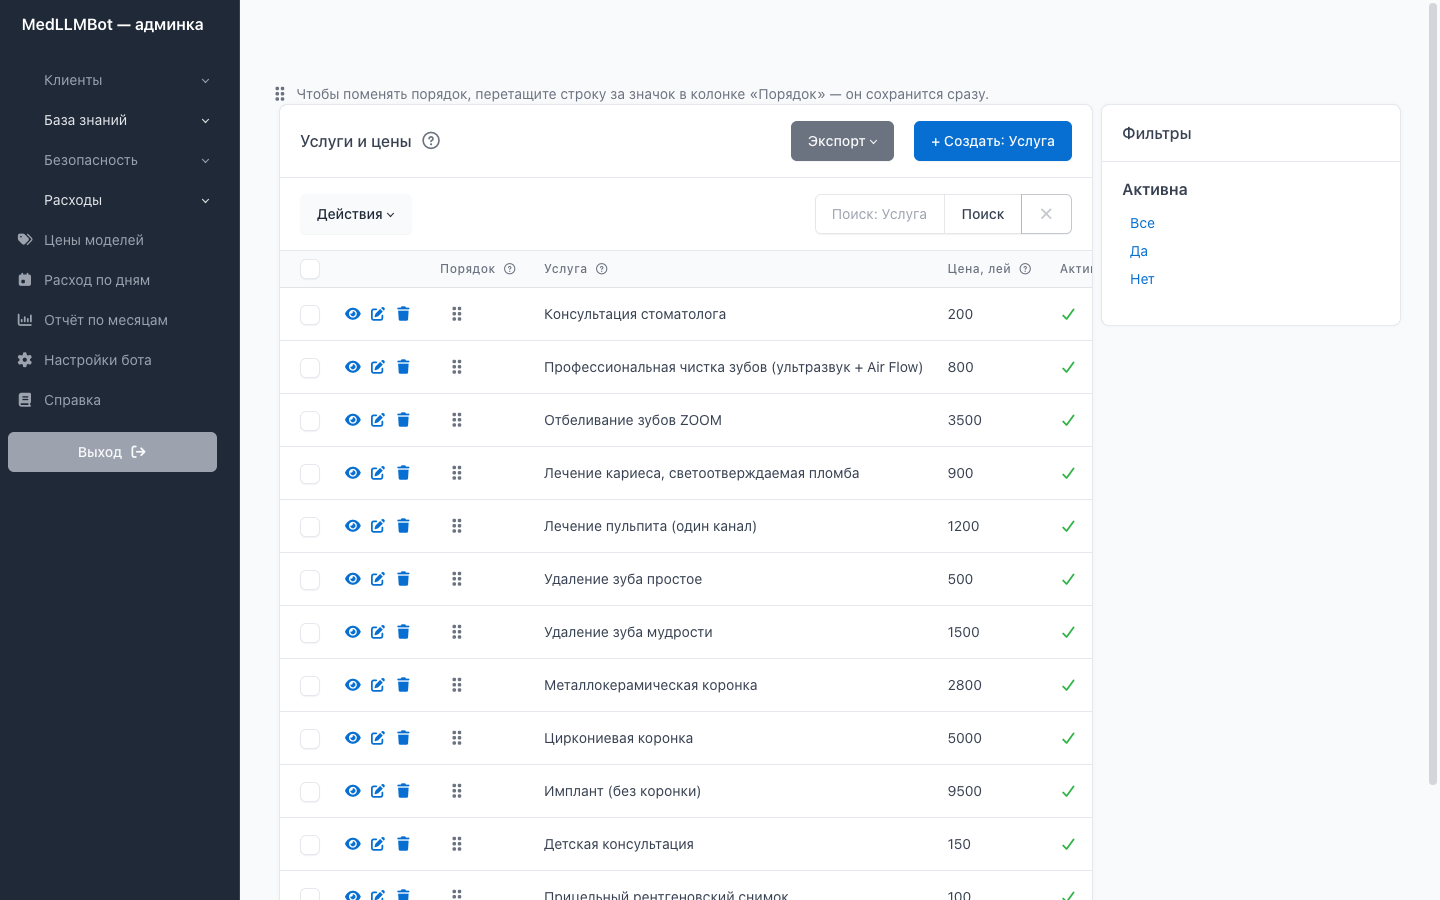 MedLLMBot — админка
Клиенты
База знаний
Безопасность
Расходы
Цены моделей
Расход по дням
Отчёт по месяцам
Настройки бота
Справка
Выход
Чтобы поменять порядок, перетащите строку за значок в колонке «Порядок» — он сохранится сразу.
Услуги и цены
Экспорт
+ Создать: Услуга
Действия
Поиск: Услуга
Поиск
Порядок
Услуга
Цена, лей
Консультация стоматолога 200
Профессиональная чистка зубов (ультразвук + Air Flow) 800
Отбеливание зубов ZOOM 3500
Лечение кариеса, светоотверждаемая пломба 900
Лечение пульпита (один канал) 1200
Удаление зуба простое 500
Удаление зуба мудрости 1500
Металлокерамическая коронка 2800
Циркониевая коронка 5000
Имплант (без коронки) 9500
Детская консультация 150
Прицельный рентгеновский снимок 100
Фильтры
Активна
Все
Да
Нет